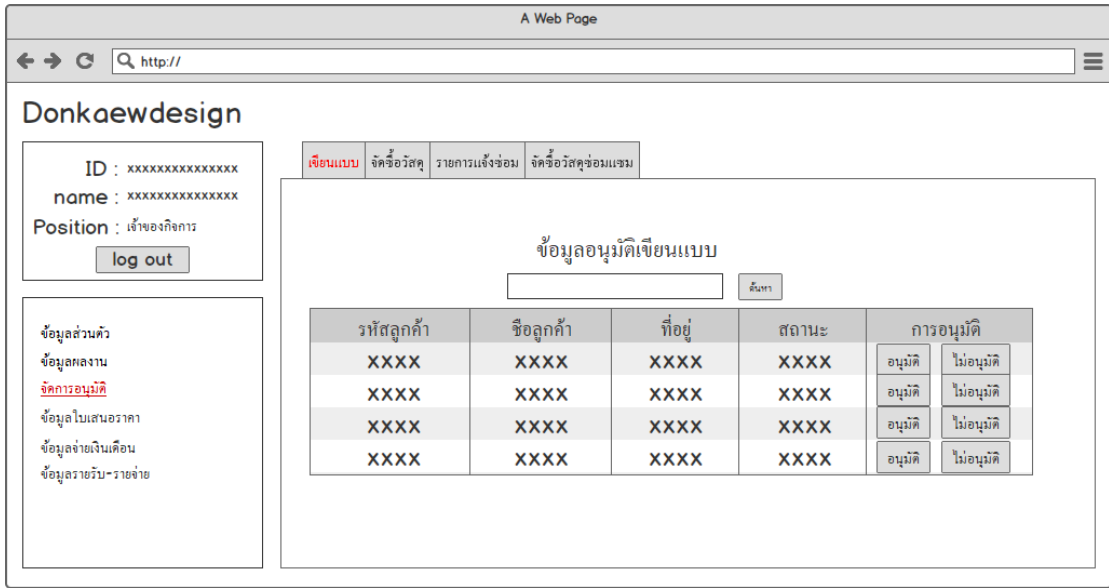 A Web Page
http://
Donkaewdesign
ID : xxxxxxxxxxxxxxx
name : xxxxxxxxxxxxxxx
Position : เจ้าของกิจการ
log out
ข้อมูลส่วนตัว
ข้อมูลผลงาน
จัดการอนุมัติ
ข้อมูลใบเสนอราคา
ข้อมูลจ่ายเงินเดือน
ข้อมูลรายรับ-รายจ่าย
เขียนแบบ จัดซื้อวัสดุ รายการแจ้งซ่อม จัดซื้อวัสดุซ่อมแซม
ข้อมูลอนุมัติเขียนแบบ
ค้นหา
รหัสลูกค้า ชื่อลูกค้า ที่อยู่ สถานะ การอนุมัติ
XXXX XXXX XXXX XXXX อนุมัติ ไม่อนุมัติ
XXXX XXXX XXXX XXXX อนุมัติ ไม่อนุมัติ
XXXX XXXX XXXX XXXX อนุมัติ ไม่อนุมัติ
XXXX XXXX XXXX XXXX อนุมัติ ไม่อนุมัติ